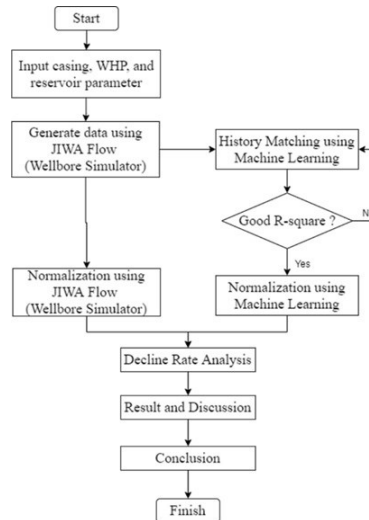 Start
Input casing, WHP, and
reservoir parameter
Generate data using
JIWA Flow
(Wellbore Simulator)
History Matching using
Machine Learning
Good R-square ?
N
Yes
Normalization using
JIWA Flow
(Wellbore Simulator)
Normalization using
Machine Learning
Decline Rate Analysis
Result and Discussion
Conclusion
Finish